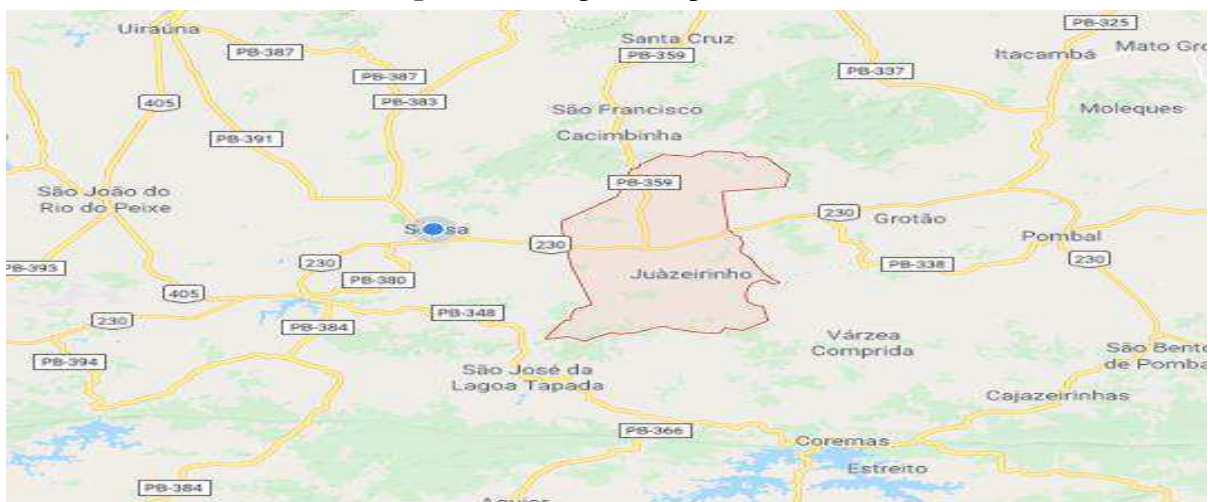 PB-325
Uiraúna
Santa Cruz
PB-387
PB-359
Itacambá
Mato Gro
PB-387
PB-337
405
PB-383
São Francisco
Moleques
PB-391
Cacimbinha
PB-359
São João do
Rio do Peixe
230
Grotão
230
Pombal
230
PB-338
230
PB-393
Juàzeirinho
PB-380
405
PB-348
230
PB-384
Várzea
Comprida
São Bento
de Pomba
PB-394
São José da
Lagoa Tapada
Cajazeirinhas
PB-366
Coremas
Estreito
PB-384